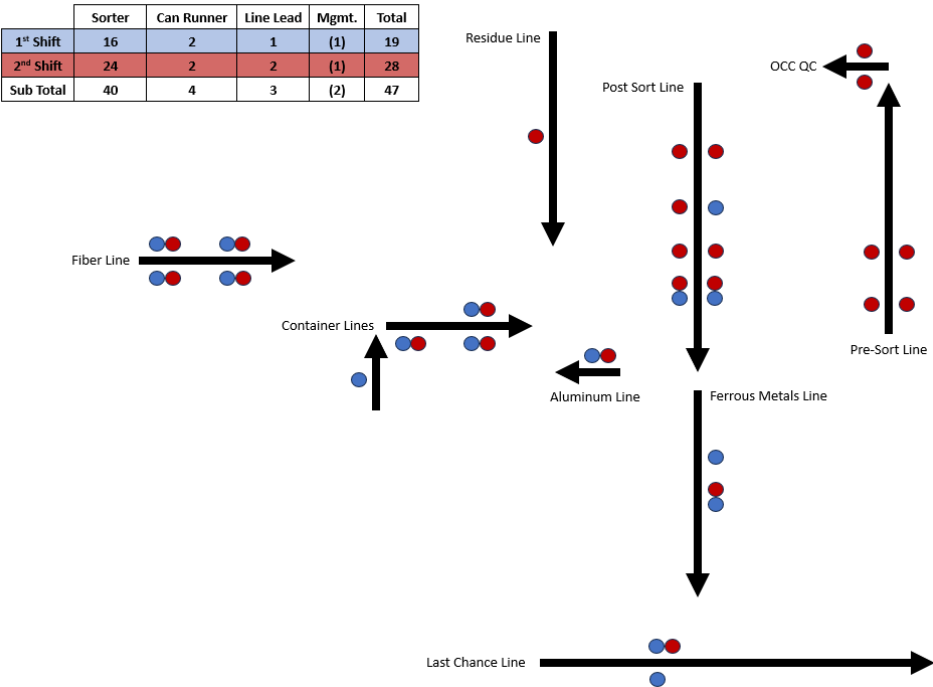 Sorter Can Runner Line Lead Mgmt. Total
1st Shift 16 2 1 (1) 19
2nd Shift 24 2 2 (1) 28
Sub Total 40 4 3 (2) 47
Residue Line
OCC QC
Post Sort Line
Fiber Line
Container Lines
Pre-Sort Line
Aluminum Line
Ferrous Metals Line
Last Chance Line